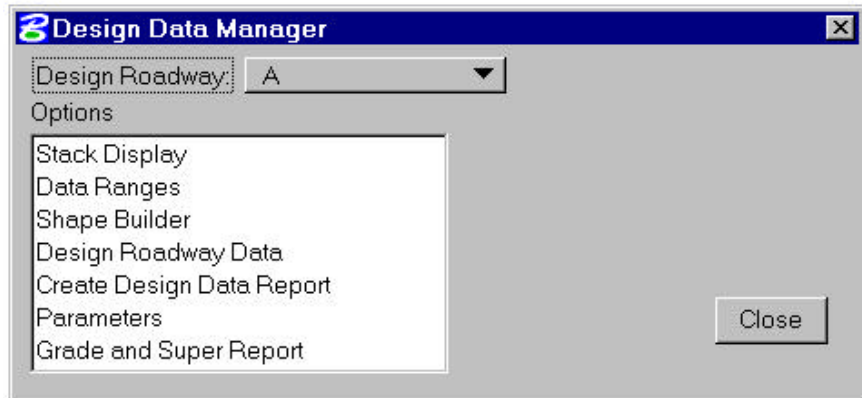 Design Data Manager
Design Roadway: A
Options
Stack Display
Data Ranges
Shape Builder
Design Roadway Data
Create Design Data Report
Parameters
Grade and Super Report
Close